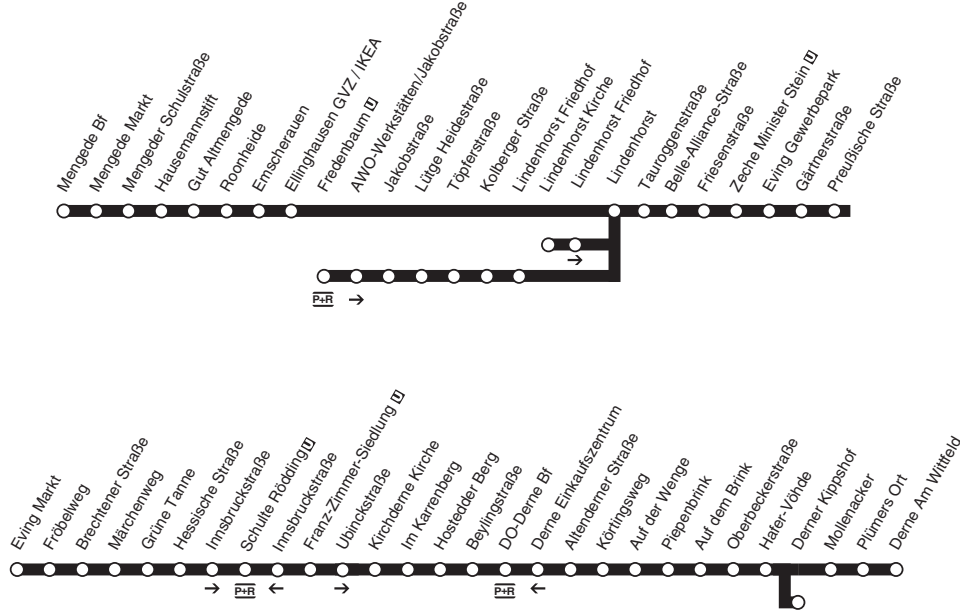 Mengede Bf
Mengede Markt
Mengeder Schulstraße
Hausemannstift
Gut Altmengede
Roonheide
Emscherauen
Ellinghausen GVZ / IKEA
Fredenbaum U
AWO-Werkstätten/Jakobstraße
Jakobstraße
Lütge Heidestraße
Töpferstraße
Kolberger Straße
Lindenhorst Friedhof
Lindenhorst Kirche
Lindenhorst Friedhof
Lindenhorst
Tauroggenstraße
Belle-Alliance-Straße
Friesenstraße
Zeche Minister Stein U
Eving Gewerbepark
Gärtnerstraße
Preußische Straße
→
P+R →
Eving Markt
Fröbelweg
Brechtener Straße
Märchenweg
Grüne Tanne
Hessische Straße
Innsbruckstraße
Schulte Rödding U
Innsbruckstraße
Franz-Zimmer-Siedlung U
Ubinckstraße
Kirchderne Kirche
Im Karrenberg
Hostedder Berg
Beylingstraße
DO-Derne Bf
Derne Einkaufszentrum
Altenderner Straße
Körtingsweg
Auf der Wenge
Piepenbrink
Auf dem Brink
Oberbeckerstraße
Hafer-Vöhde
Derner Kippshof
Mollenacker
Plümers Ort
Derne Am Wittfeld
→ P+R ← → P+R ←